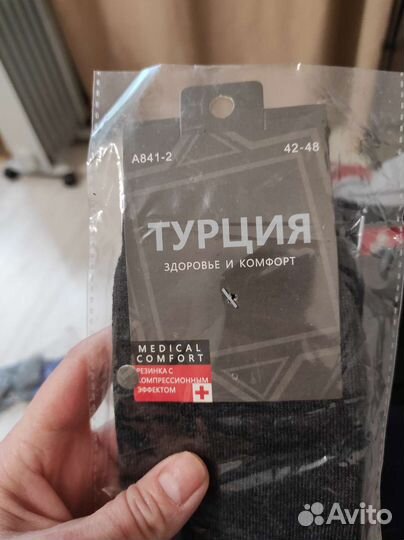 A841-2 42-48
ТУРЦИЯ
ЗДОРОВЬЕ И КОМФОРТ
MEDICAL
COMFORT
РЕЗИНКА С
КОМПРЕССИОННЫМ
ЭФФЕКТОМ
Avito